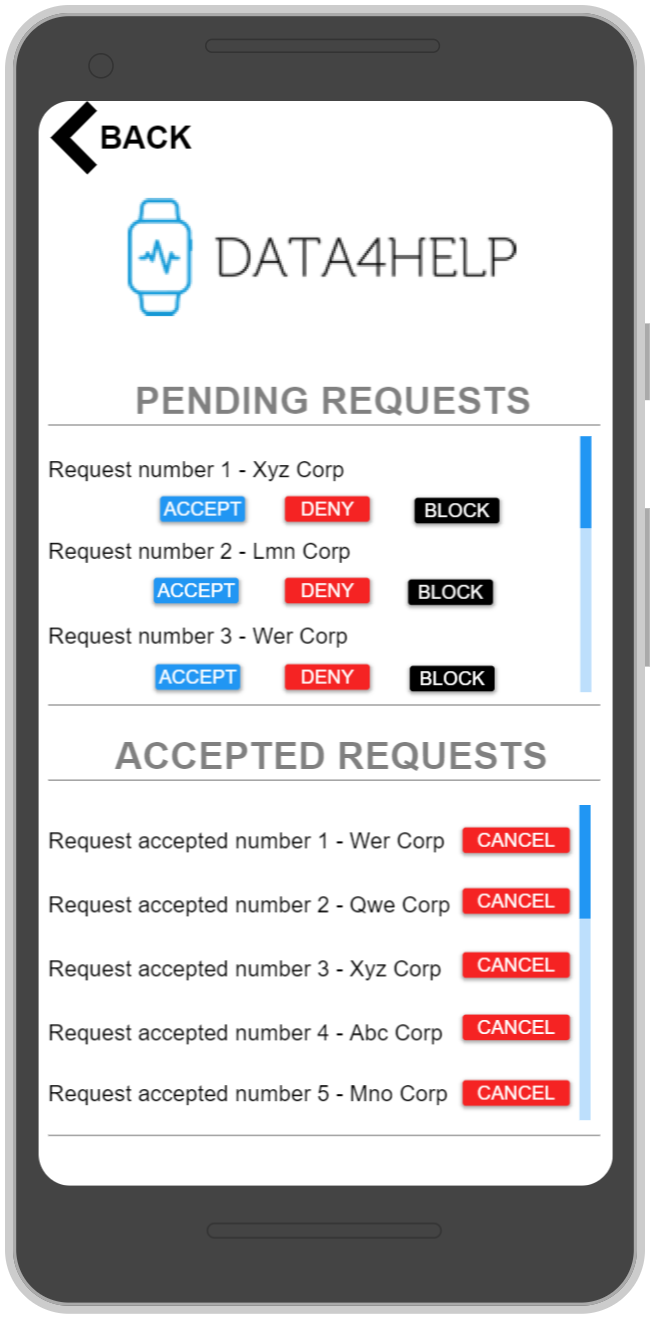 BACK
DATA4HELP
PENDING REQUESTS
Request number 1 - Xyz Corp
ACCEPT DENY BLOCK
Request number 2 - Lmn Corp
ACCEPT DENY BLOCK
Request number 3 - Wer Corp
ACCEPT DENY BLOCK
ACCEPTED REQUESTS
Request accepted number 1 - Wer Corp CANCEL
Request accepted number 2 - Qwe Corp CANCEL
Request accepted number 3 - Xyz Corp CANCEL
Request accepted number 4 - Abc Corp CANCEL
Request accepted number 5 - Mno Corp CANCEL